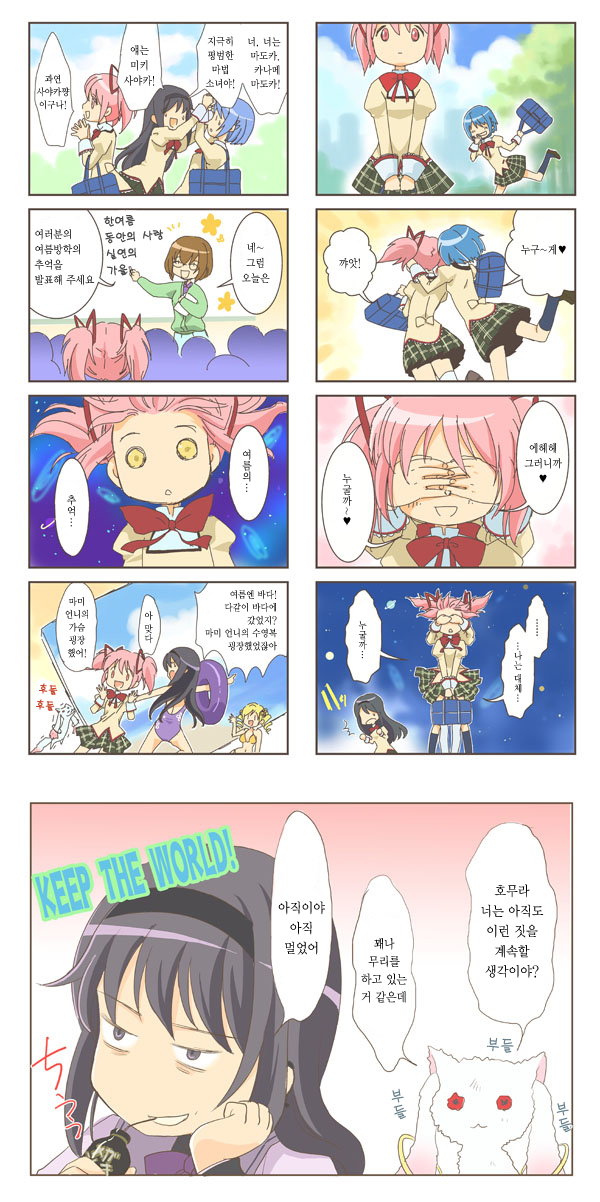 누구~게♥
꺄앗!
에헤헤
그러니까
♥
누굴까~♥
……
…나는 대체…
누굴까…
너, 너는
마도카,
카나메
마도카!
지극히
평범한
마법
소녀야!
얘는
미키
사야카!
과연
사야카쨩
이구나!
네~
그럼
오늘은
한여름
동안의 사랑
실연의
가을
여러분의
여름방학의
추억을
발표해 주세요
여름의…
추억…
여름엔 바다!
다같이 바다에
갔었지?
마미 언니의 수영복
굉장했었잖아
아
맞다
마미
언니의
가슴
굉장
했어!
후들
후들
KEEP THE WORLD!
호무라
너는 아직도
이런 짓을
계속할
생각이야?
꽤나
무리를
하고 있는
거 같은데
아직이야
아직
멀었어
부들
부들
부들
ちうろ